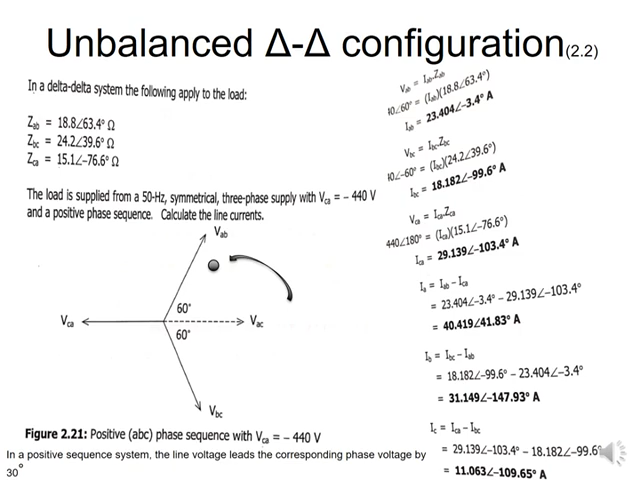 Unbalanced Δ-Δ configuration(2.2)
In a delta-delta system the following apply to the load:
Zab = 18.8∠63.4° Ω
Zbc = 24.2∠39.6° Ω
Zca = 15.1∠–76.6° Ω
The load is supplied from a 50-Hz, symmetrical, three-phase supply with Vca = – 440 V
and a positive phase sequence. Calculate the line currents.
Vab
60°
Vca
Vac
60°
Vbc
Figure 2.21: Positive (abc) phase sequence with Vca = – 440 V
In a positive sequence system, the line voltage leads the corresponding phase voltage by
30°
Vab = Iab.Zab
40∠60° = (Iab)(18.8∠63.4°)
Iab = 23.404∠–3.4° A
Vbc = Ibc.Zbc
40∠–60° = (Ibc)(24.2∠39.6°)
Ibc = 18.182∠–99.6° A
Vca = Ica.Zca
440∠180° = (Ica)(15.1∠–76.6°)
Ica = 29.139∠–103.4° A
Ia = Iab – Ica
= 23.404∠–3.4° – 29.139∠–103.4°
= 40.419∠41.83° A
Ib = Ibc – Iab
= 18.182∠–99.6° – 23.404∠–3.4°
= 31.149∠–147.93° A
Ic = Ica – Ibc
= 29.139∠–103.4° – 18.182∠–99.6°
= 11.063∠–109.65° A